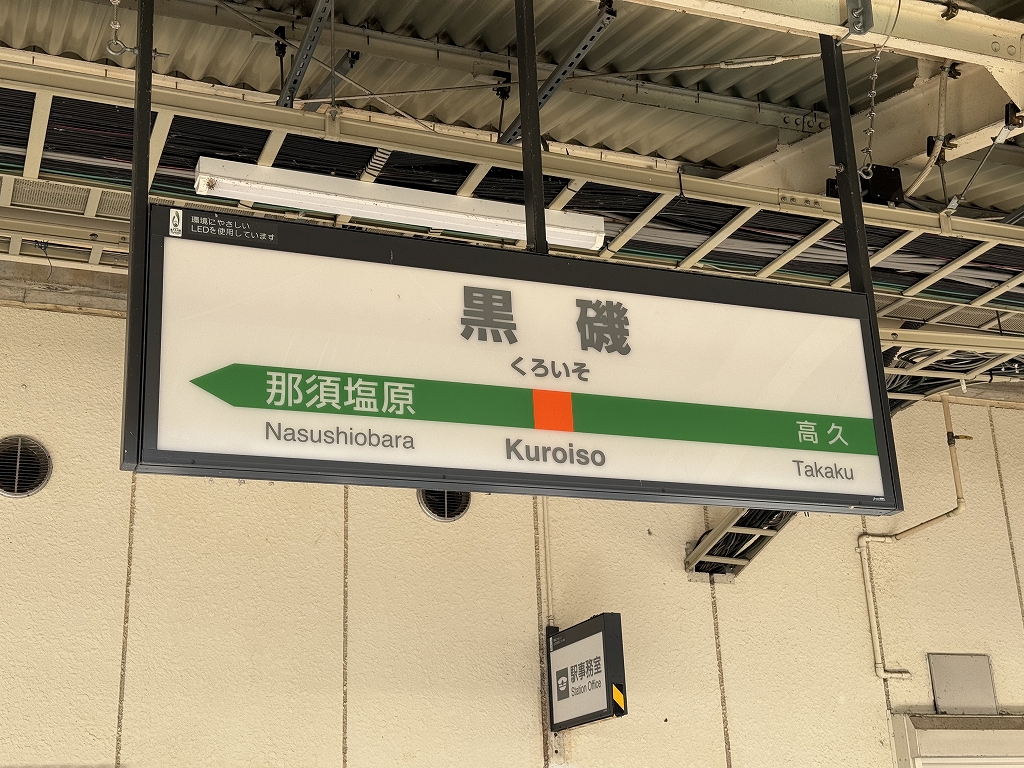 環境にやさしい
LEDを使用しています
黒磯
くろいそ
那須塩原
高久
Nasushiobara
Kuroiso
Takaku
駅事務室
Station Office